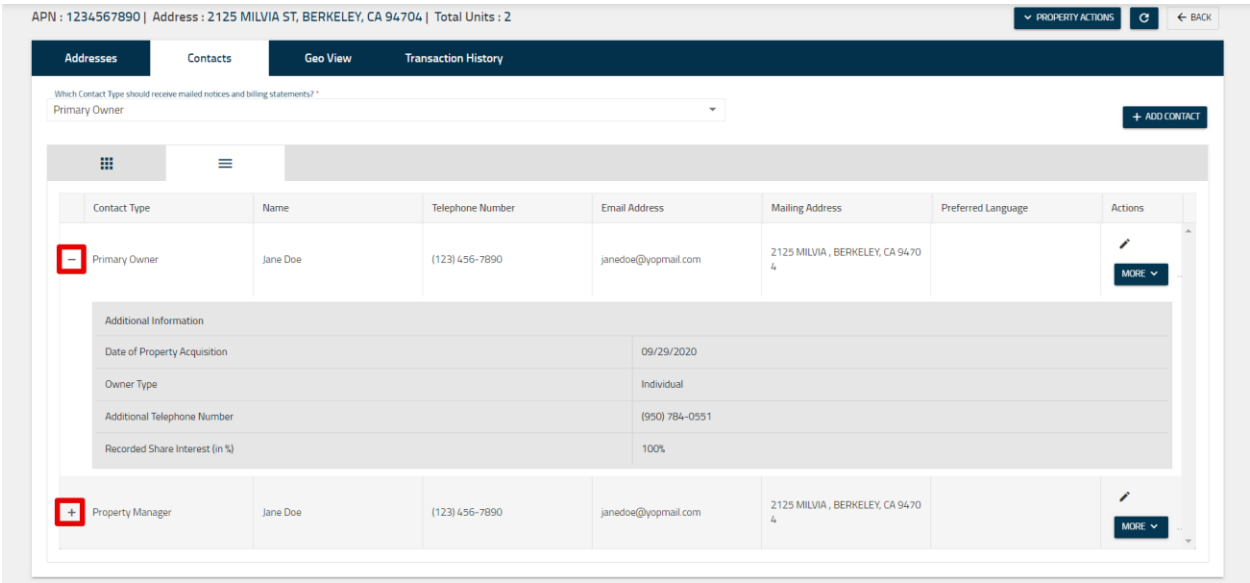 APN : 1234567890 | Address : 2125 MILVIA ST, BERKELEY, CA 94704 | Total Units : 2
PROPERTY ACTIONS
BACK
Addresses Contacts Geo View Transaction History
Which Contact Type should receive mailed notices and billing statements? *
Primary Owner
+ ADD CONTACT
Contact Type Name Telephone Number Email Address Mailing Address Preferred Language Actions
− Primary Owner Jane Doe (123) 456-7890 janedoe@yopmail.com 2125 MILVIA , BERKELEY, CA 9470
4
MORE
Additional Information
Date of Property Acquisition 09/29/2020
Owner Type Individual
Additional Telephone Number (950) 784-0551
Recorded Share Interest (in %) 100%
+ Property Manager Jane Doe (123) 456-7890 janedoe@yopmail.com 2125 MILVIA , BERKELEY, CA 9470
4
MORE